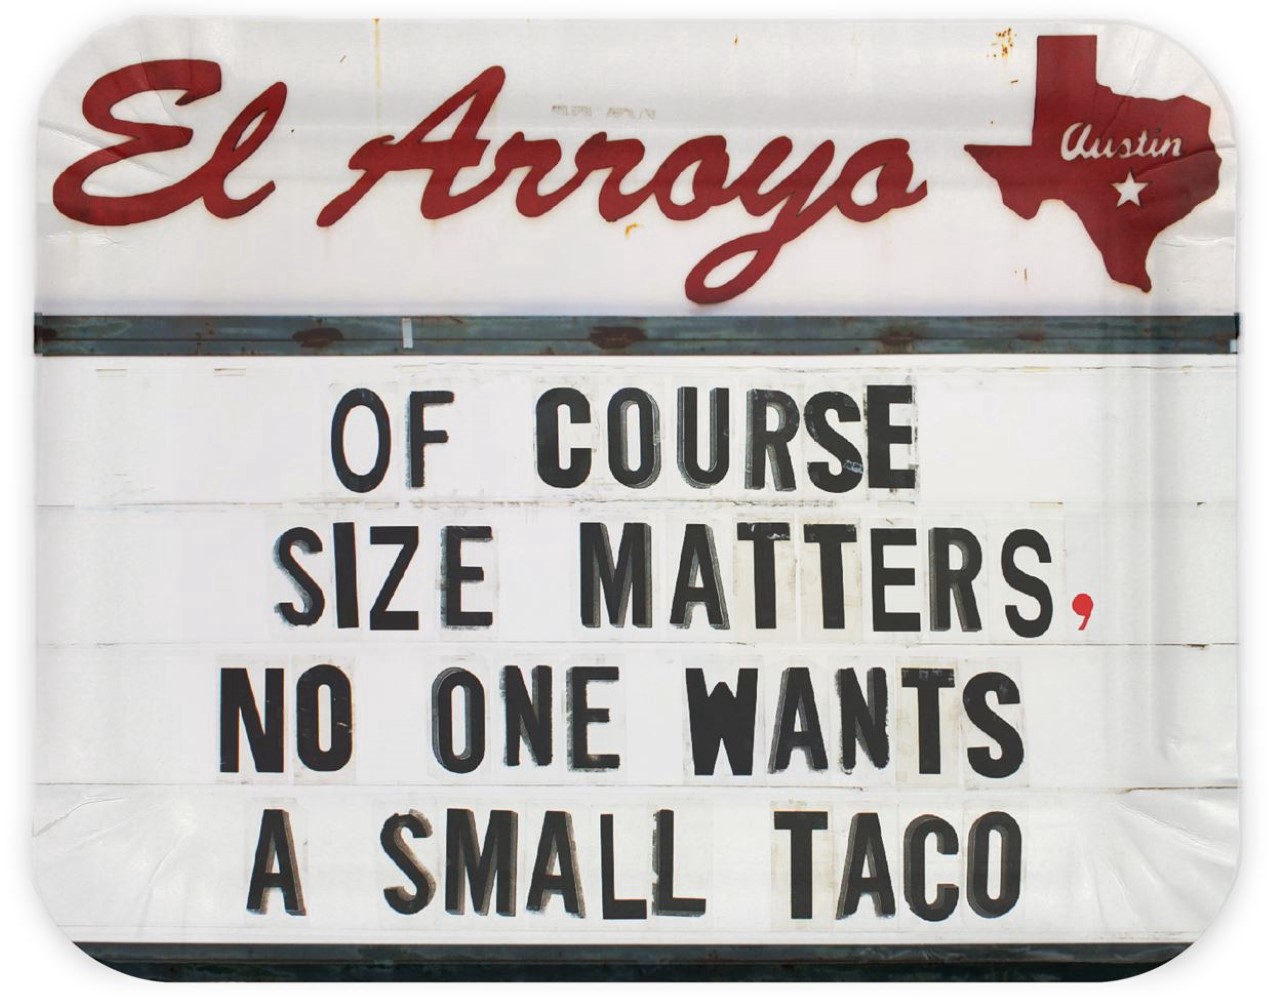 El Arroyo
Austin
OF COURSE
SIZE MATTERS,
NO ONE WANTS
A SMALL TACO